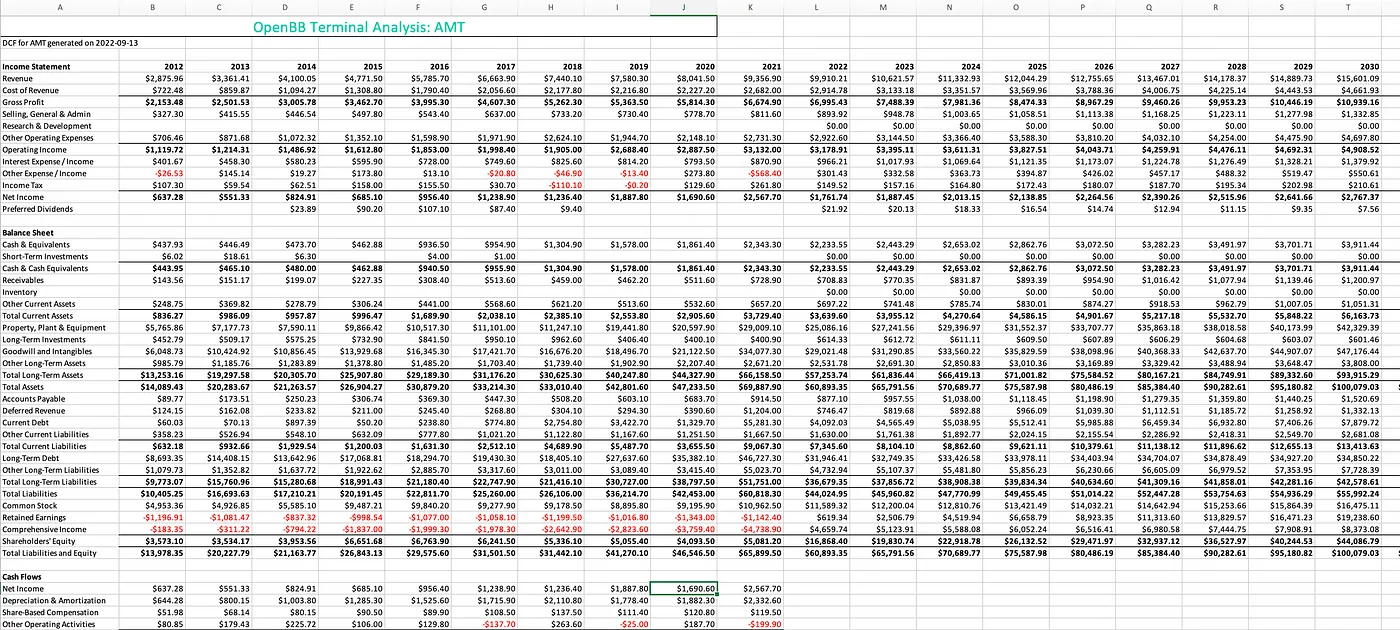 A B C D E F G H I J K L M N O P Q R S T
OpenBB Terminal Analysis: AMT
DCF for AMT generated on 2022-09-13
Income Statement 2012 2013 2014 2015 2016 2017 2018 2019 2020 2021 2022 2023 2024 2025 2026 2027 2028 2029 2030
Revenue $2,875.96 $3,361.41 $4,100.05 $4,771.50 $5,785.70 $6,663.90 $7,440.10 $7,580.30 $8,041.50 $9,356.90 $9,910.21 $10,621.57 $11,332.93 $12,044.29 $12,755.65 $13,467.01 $14,178.37 $14,889.73 $15,601.09
Cost of Revenue $722.48 $859.87 $1,094.27 $1,308.80 $1,790.40 $2,056.60 $2,177.80 $2,216.80 $2,227.20 $2,682.00 $2,914.78 $3,133.18 $3,351.57 $3,569.96 $3,788.36 $4,006.75 $4,225.14 $4,443.53 $4,661.93
Gross Profit $2,153.48 $2,501.53 $3,005.78 $3,462.70 $3,995.30 $4,607.30 $5,262.30 $5,363.50 $5,814.30 $6,674.90 $6,995.43 $7,488.39 $7,981.36 $8,474.33 $8,967.29 $9,460.26 $9,953.23 $10,446.19 $10,939.16
Selling, General & Admin $327.30 $415.55 $446.54 $497.80 $543.40 $637.00 $733.20 $730.40 $778.70 $811.60 $893.92 $948.78 $1,003.65 $1,058.51 $1,113.38 $1,168.25 $1,223.11 $1,277.98 $1,332.85
Research & Development $0.00 $0.00 $0.00 $0.00 $0.00 $0.00 $0.00 $0.00 $0.00
Other Operating Expenses $706.46 $871.68 $1,072.32 $1,352.10 $1,598.90 $1,971.90 $2,624.10 $1,944.70 $2,148.10 $2,731.30 $2,922.60 $3,144.50 $3,366.40 $3,588.30 $3,810.20 $4,032.10 $4,254.00 $4,475.90 $4,697.80
Operating Income $1,119.72 $1,214.31 $1,486.92 $1,612.80 $1,853.00 $1,998.40 $1,905.00 $2,688.40 $2,887.50 $3,132.00 $3,178.91 $3,395.11 $3,611.31 $3,827.51 $4,043.71 $4,259.91 $4,476.11 $4,692.31 $4,908.52
Interest Expense / Income $401.67 $458.30 $580.23 $595.90 $728.00 $749.60 $825.60 $814.20 $793.50 $870.90 $966.21 $1,017.93 $1,069.64 $1,121.35 $1,173.07 $1,224.78 $1,276.49 $1,328.21 $1,379.92
Other Expense / Income -$26.53 $145.14 $19.27 $173.80 $13.10 -$20.80 -$46.90 -$13.40 $273.80 -$568.40 $301.43 $332.58 $363.73 $394.87 $426.02 $457.17 $488.32 $519.47 $550.61
Income Tax $107.30 $59.54 $62.51 $158.00 $155.50 $30.70 -$110.10 -$0.20 $129.60 $261.80 $149.52 $157.16 $164.80 $172.43 $180.07 $187.70 $195.34 $202.98 $210.61
Net Income $637.28 $551.33 $824.91 $685.10 $956.40 $1,238.90 $1,236.40 $1,887.80 $1,690.60 $2,567.70 $1,761.74 $1,887.45 $2,013.15 $2,138.85 $2,264.56 $2,390.26 $2,515.96 $2,641.66 $2,767.37
Preferred Dividends $23.89 $90.20 $107.10 $87.40 $9.40 $21.92 $20.13 $18.33 $16.54 $14.74 $12.94 $11.15 $9.35 $7.56
Balance Sheet
Cash & Equivalents $437.93 $446.49 $473.70 $462.88 $936.50 $954.90 $1,304.90 $1,578.00 $1,861.40 $2,343.30 $2,233.55 $2,443.29 $2,653.02 $2,862.76 $3,072.50 $3,282.23 $3,491.97 $3,701.71 $3,911.44
Short-Term Investments $6.02 $18.61 $6.30 $4.00 $1.00 $0.00 $0.00 $0.00 $0.00 $0.00 $0.00 $0.00 $0.00 $0.00
Cash & Cash Equivalents $443.95 $465.10 $480.00 $462.88 $940.50 $955.90 $1,304.90 $1,578.00 $1,861.40 $2,343.30 $2,233.55 $2,443.29 $2,653.02 $2,862.76 $3,072.50 $3,282.23 $3,491.97 $3,701.71 $3,911.44
Receivables $143.56 $151.17 $199.07 $227.35 $308.40 $513.60 $459.00 $462.20 $511.60 $728.90 $708.83 $770.35 $831.87 $893.39 $954.90 $1,016.42 $1,077.94 $1,139.46 $1,200.97
Inventory $0.00 $0.00 $0.00 $0.00 $0.00 $0.00 $0.00 $0.00 $0.00
Other Current Assets $248.75 $369.82 $278.79 $306.24 $441.00 $568.60 $621.20 $513.60 $532.60 $657.20 $697.22 $741.48 $785.74 $830.01 $874.27 $918.53 $962.79 $1,007.05 $1,051.31
Total Current Assets $836.27 $986.09 $957.87 $996.47 $1,689.90 $2,038.10 $2,385.10 $2,553.80 $2,905.60 $3,729.40 $3,639.60 $3,955.12 $4,270.64 $4,586.15 $4,901.67 $5,217.18 $5,532.70 $5,848.22 $6,163.73
Property, Plant & Equipment $5,765.86 $7,177.73 $7,590.11 $9,866.42 $10,517.30 $11,101.00 $11,247.10 $19,441.80 $20,597.90 $29,009.10 $25,086.16 $27,241.56 $29,396.97 $31,552.37 $33,707.77 $35,863.18 $38,018.58 $40,173.99 $42,329.39
Long-Term Investments $452.79 $509.17 $575.25 $732.90 $841.50 $950.10 $962.60 $406.40 $400.10 $400.90 $614.33 $612.72 $611.11 $609.50 $607.89 $606.29 $604.68 $603.07 $601.46
Goodwill and Intangibles $6,048.73 $10,424.92 $10,856.45 $13,929.68 $16,345.30 $17,421.70 $16,676.20 $18,496.70 $21,122.50 $34,077.30 $29,021.48 $31,290.85 $33,560.22 $35,829.59 $38,098.96 $40,368.33 $42,637.70 $44,907.07 $47,176.44
Other Long-Term Assets $985.79 $1,185.76 $1,283.89 $1,378.80 $1,485.20 $1,703.40 $1,739.40 $1,902.90 $2,207.40 $2,671.20 $2,531.78 $2,691.30 $2,850.83 $3,010.36 $3,169.89 $3,329.42 $3,488.94 $3,648.47 $3,808.00
Total Long-Term Assets $13,253.16 $19,297.58 $20,305.70 $25,907.80 $29,189.30 $31,176.20 $30,625.30 $40,247.80 $44,327.90 $66,158.50 $57,253.74 $61,836.44 $66,419.13 $71,001.82 $75,584.52 $80,167.21 $84,749.91 $89,332.60 $93,915.29
Total Assets $14,089.43 $20,283.67 $21,263.57 $26,904.27 $30,879.20 $33,214.30 $33,010.40 $42,801.60 $47,233.50 $69,887.90 $60,893.35 $65,791.56 $70,689.77 $75,587.98 $80,486.19 $85,384.40 $90,282.61 $95,180.82 $100,079.03
Accounts Payable $89.77 $173.51 $250.23 $306.74 $369.30 $447.30 $508.20 $603.10 $683.70 $914.50 $877.10 $957.55 $1,038.00 $1,118.45 $1,198.90 $1,279.35 $1,359.80 $1,440.25 $1,520.69
Deferred Revenue $124.15 $162.08 $233.82 $211.00 $245.40 $268.80 $304.10 $294.30 $390.60 $1,204.00 $746.47 $819.68 $892.88 $966.09 $1,039.30 $1,112.51 $1,185.72 $1,258.92 $1,332.13
Current Debt $60.03 $70.13 $897.39 $50.20 $238.80 $774.80 $2,754.80 $3,422.70 $1,329.70 $5,281.30 $4,092.03 $4,565.49 $5,038.95 $5,512.41 $5,985.88 $6,459.34 $6,932.80 $7,406.26 $7,879.72
Other Current Liabilities $358.23 $526.94 $548.10 $632.09 $777.80 $1,021.20 $1,122.80 $1,167.60 $1,251.50 $1,667.50 $1,630.00 $1,761.38 $1,892.77 $2,024.15 $2,155.54 $2,286.92 $2,418.31 $2,549.70 $2,681.08
Total Current Liabilities $632.18 $932.66 $1,929.54 $1,200.03 $1,631.30 $2,512.10 $4,689.90 $5,487.70 $3,655.50 $9,067.30 $7,345.60 $8,104.10 $8,862.60 $9,621.11 $10,379.61 $11,138.12 $11,896.62 $12,655.13 $13,413.63
Long-Term Debt $8,693.35 $14,408.15 $13,642.96 $17,068.81 $18,294.70 $19,430.30 $18,405.10 $27,637.60 $35,382.10 $46,727.30 $31,946.41 $32,749.35 $33,426.58 $33,978.11 $34,403.94 $34,704.07 $34,878.49 $34,927.20 $34,850.22
Other Long-Term Liabilities $1,079.73 $1,352.82 $1,637.72 $1,922.62 $2,885.70 $3,317.60 $3,011.00 $3,089.40 $3,415.40 $5,023.70 $4,732.94 $5,107.37 $5,481.80 $5,856.23 $6,230.66 $6,605.09 $6,979.52 $7,353.95 $7,728.39
Total Long-Term Liabilities $9,773.07 $15,760.96 $15,280.68 $18,991.43 $21,180.40 $22,747.90 $21,416.10 $30,727.00 $38,797.50 $51,751.00 $36,679.35 $37,856.72 $38,908.38 $39,834.34 $40,634.60 $41,309.16 $41,858.01 $42,281.16 $42,578.61
Total Liabilities $10,405.25 $16,693.63 $17,210.21 $20,191.45 $22,811.70 $25,260.00 $26,106.00 $36,214.70 $42,453.00 $60,818.30 $44,024.95 $45,960.82 $47,770.99 $49,455.45 $51,014.22 $52,447.28 $53,754.63 $54,936.29 $55,992.24
Common Stock $4,953.36 $4,926.85 $5,585.10 $9,487.21 $9,840.20 $9,277.90 $9,178.50 $8,895.80 $9,195.90 $10,962.50 $11,589.32 $12,200.04 $12,810.76 $13,421.49 $14,032.21 $14,642.94 $15,253.66 $15,864.39 $16,475.11
Retained Earnings -$1,196.91 -$1,081.47 -$837.32 -$998.54 -$1,077.00 -$1,058.10 -$1,199.50 -$1,016.80 -$1,343.00 -$1,142.40 $619.34 $2,506.79 $4,519.94 $6,658.79 $8,923.35 $11,313.60 $13,829.57 $16,471.23 $19,238.60
Comprehensive Income -$183.35 -$311.22 -$794.22 -$1,837.00 -$1,999.30 -$1,978.30 -$2,642.90 -$2,823.60 -$3,759.40 -$4,738.90 $4,659.74 $5,123.91 $5,588.08 $6,052.24 $6,516.41 $6,980.58 $7,444.75 $7,908.91 $8,373.08
Shareholders' Equity $3,573.10 $3,534.17 $3,953.56 $6,651.68 $6,763.90 $6,241.50 $5,336.10 $5,055.40 $4,093.50 $5,081.20 $16,868.40 $19,830.74 $22,918.78 $26,132.52 $29,471.97 $32,937.12 $36,527.97 $40,244.53 $44,086.79
Total Liabilities and Equity $13,978.35 $20,227.79 $21,163.77 $26,843.13 $29,575.60 $31,501.50 $31,442.10 $41,270.10 $46,546.50 $65,899.50 $60,893.35 $65,791.56 $70,689.77 $75,587.98 $80,486.19 $85,384.40 $90,282.61 $95,180.82 $100,079.03
Cash Flows
Net Income $637.28 $551.33 $824.91 $685.10 $956.40 $1,238.90 $1,236.40 $1,887.80 $1,690.60 $2,567.70
Depreciation & Amortization $644.28 $800.15 $1,003.80 $1,285.30 $1,525.60 $1,715.90 $2,110.80 $1,778.40 $1,882.30 $2,332.60
Share-Based Compensation $51.98 $68.14 $80.15 $90.50 $89.90 $108.50 $137.50 $111.40 $120.80 $119.50
Other Operating Activities $80.85 $179.43 $225.72 $106.00 $129.80 -$137.70 $263.60 -$25.00 $187.70 -$199.90